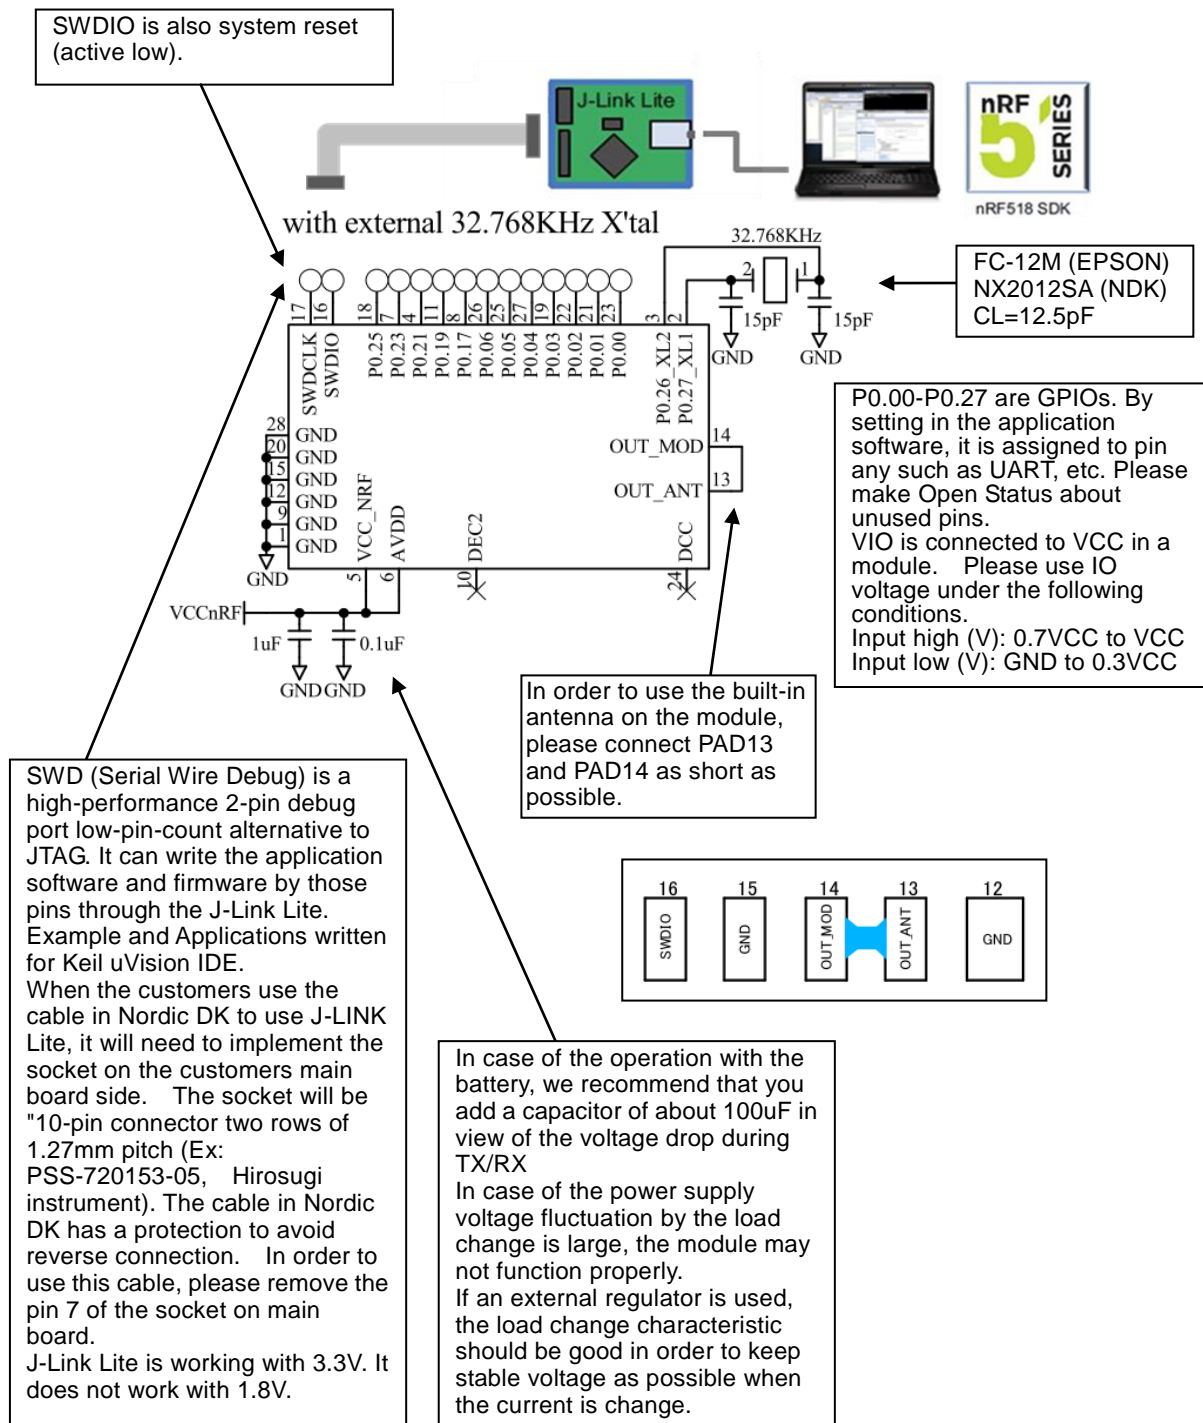 SWDIO is also system reset
(active low).
J-Link Lite
nRF
5
SERIES
nRF518 SDK
with external 32.768KHz X'tal
32.768KHz
2
1
15pF
15pF
GND
GND
FC-12M (EPSON)
NX2012SA (NDK)
CL=12.5pF
17
16
18
7
4
11
8
26
25
27
19
22
21
23
3
2
SWDCLK
SWDIO
P0.25
P0.23
P0.21
P0.19
P0.17
P0.06
P0.05
P0.04
P0.03
P0.02
P0.01
P0.00
P0.26_XL2
P0.27_XL1
28
GND
20
GND
15
GND
12
GND
9
GND
1
GND
GND
OUT_MOD
14
OUT_ANT
13
VCC_NRF
AVDD
DEC2
DCC
5
6
10
24
VCCnRF
1uF
0.1uF
GND
GND
P0.00-P0.27 are GPIOs. By
setting in the application
software, it is assigned to pin
any such as UART, etc. Please
make Open Status about
unused pins.
VIO is connected to VCC in a
module. Please use IO
voltage under the following
conditions.
Input high (V): 0.7VCC to VCC
Input low (V): GND to 0.3VCC
In order to use the built-in
antenna on the module,
please connect PAD13
and PAD14 as short as
possible.
SWD (Serial Wire Debug) is a
high-performance 2-pin debug
port low-pin-count alternative to
JTAG. It can write the application
software and firmware by those
pins through the J-Link Lite.
Example and Applications written
for Keil uVision IDE.
When the customers use the
cable in Nordic DK to use J-LINK
Lite, it will need to implement the
socket on the customers main
board side. The socket will be
"10-pin connector two rows of
1.27mm pitch (Ex:
PSS-720153-05, Hirosugi
instrument). The cable in Nordic
DK has a protection to avoid
reverse connection. In order to
use this cable, please remove the
pin 7 of the socket on main
board.
J-Link Lite is working with 3.3V. It
does not work with 1.8V.
16
15
14
13
12
SWDIO
GND
OUT_MOD
OUT_ANT
GND
In case of the operation with the
battery, we recommend that you
add a capacitor of about 100uF in
view of the voltage drop during
TX/RX
In case of the power supply
voltage fluctuation by the load
change is large, the module may
not function properly.
If an external regulator is used,
the load change characteristic
should be good in order to keep
stable voltage as possible when
the current is change.